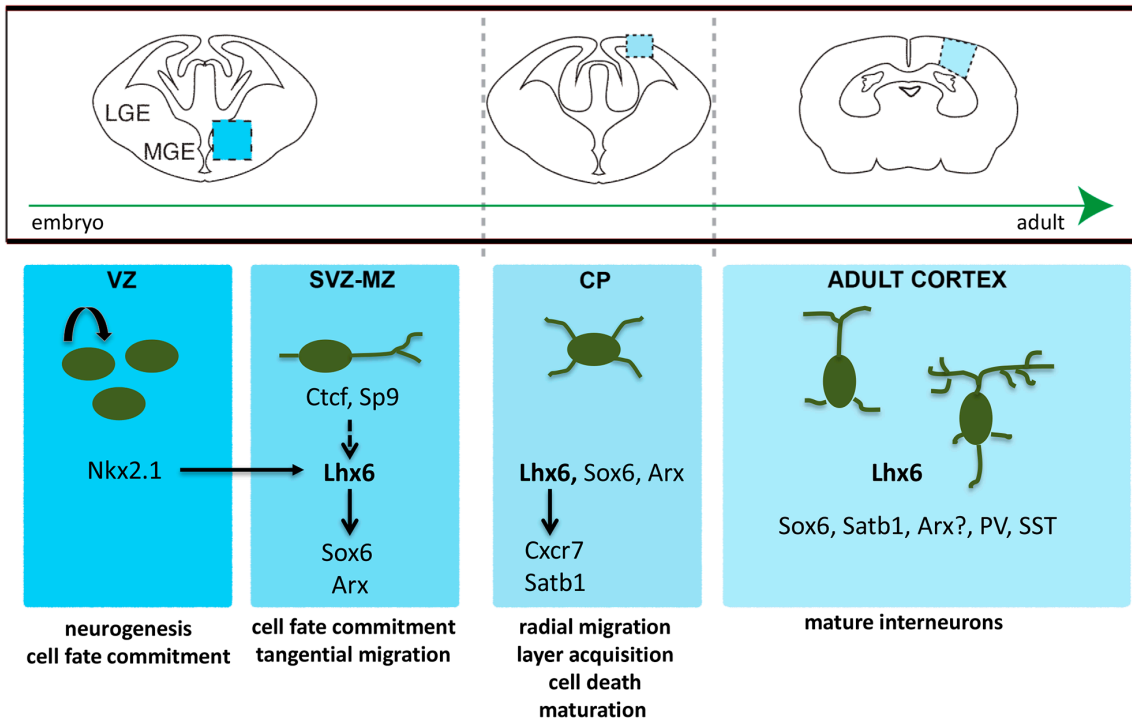 LGE
MGE
embryo
adult
VZ
Nkx2.1
neurogenesis
cell fate commitment
SVZ-MZ
Ctcf, Sp9
Lhx6
Sox6
Arx
cell fate commitment
tangential migration
CP
Lhx6, Sox6, Arx
Cxcr7
Satb1
radial migration
layer acquisition
cell death
maturation
ADULT CORTEX
Lhx6
Sox6, Satb1, Arx?, PV, SST
mature interneurons